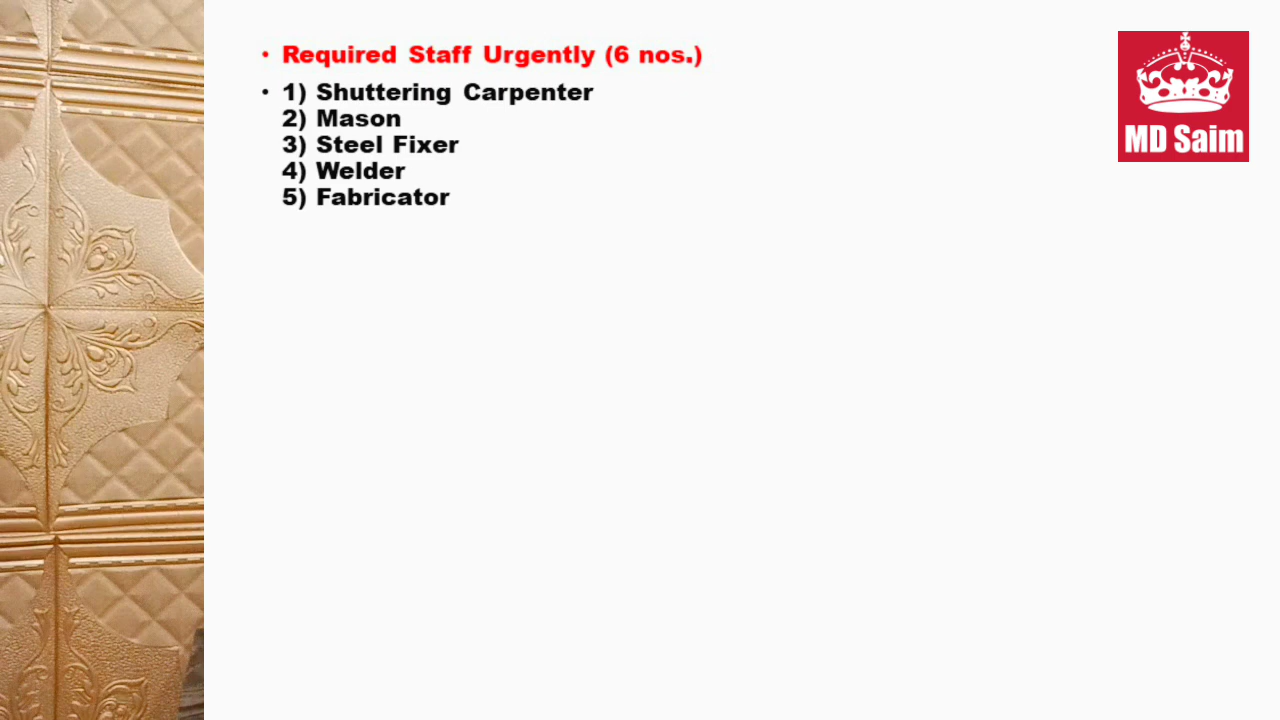 • Required Staff Urgently (6 nos.)
• 1) Shuttering Carpenter
2) Mason
3) Steel Fixer
4) Welder
5) Fabricator
MD Saim